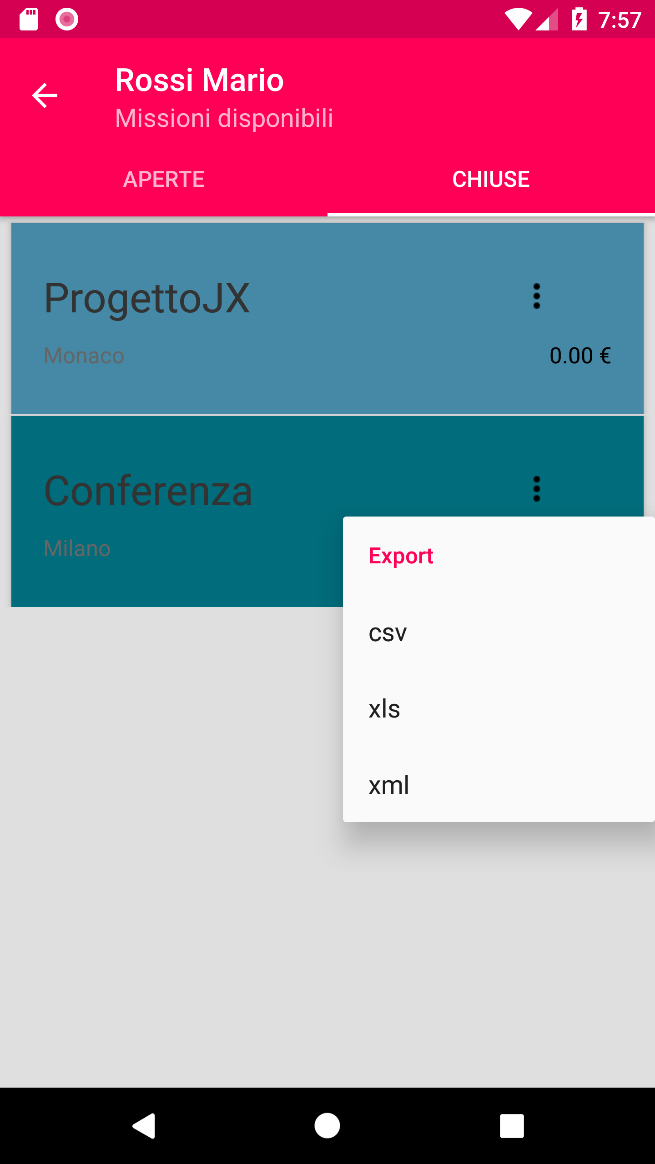 7:57
Rossi Mario
Missioni disponibili
APERTE CHIUSE
ProgettoJX
Monaco 0.00 €
Conferenza
Milano
Export
csv
xls
xml